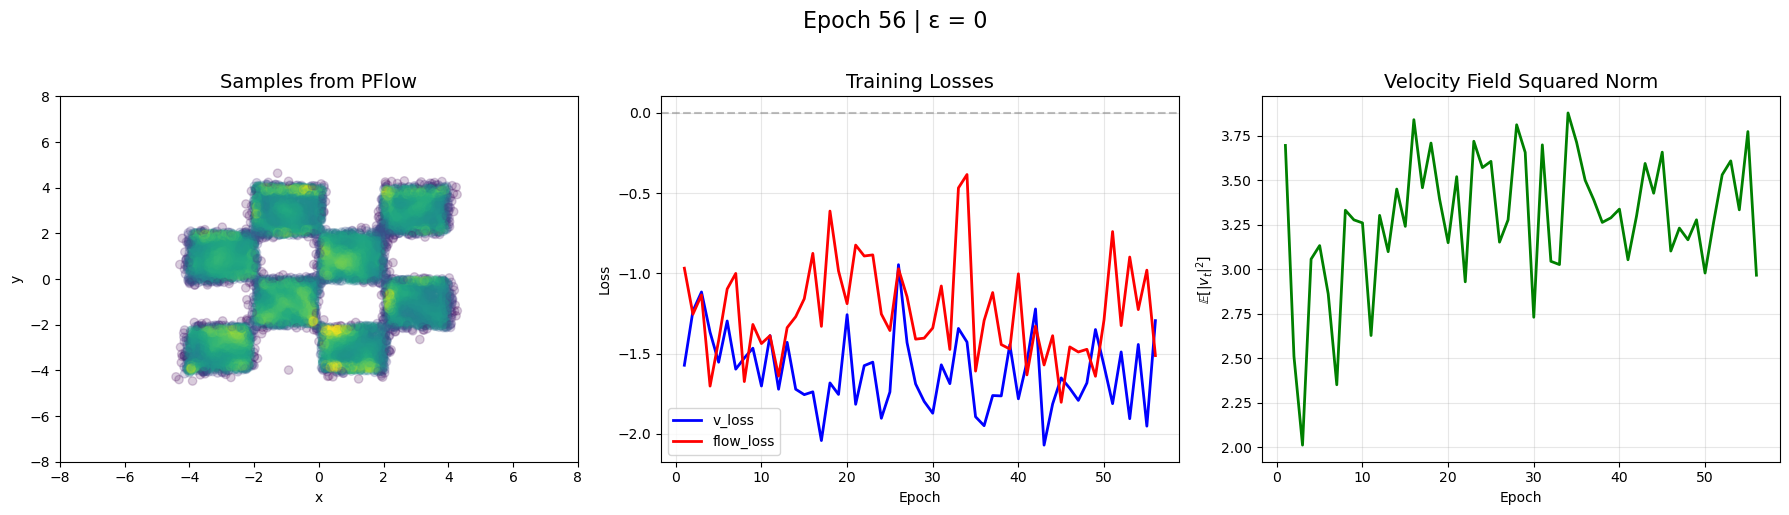 Epoch 56 | ε = 0
Samples from PFlow
8
6
4
2
0
−2
−4
−6
−8
y
−8 −6 −4 −2 0 2 4 6 8
x
Training Losses
0.0
−0.5
−1.0
−1.5
−2.0
Loss
v_loss
flow_loss
0 10 20 30 40 50
Epoch
Velocity Field Squared Norm
3.75
3.50
3.25
3.00
2.75
2.50
2.25
2.00
𝔼[|v_t|²]
0 10 20 30 40 50
Epoch